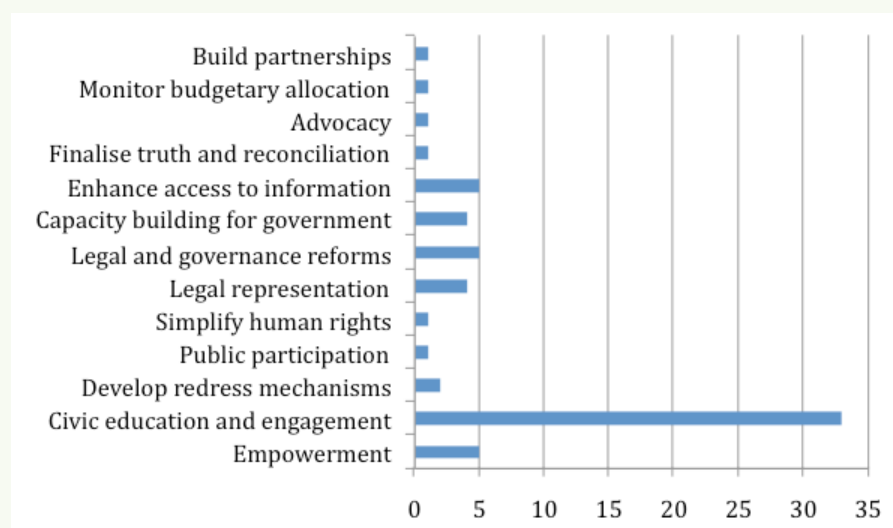 Build partnerships
Monitor budgetary allocation
Advocacy
Finalise truth and reconciliation
Enhance access to information
Capacity building for government
Legal and governance reforms
Legal representation
Simplify human rights
Public participation
Develop redress mechanisms
Civic education and engagement
Empowerment
0 5 10 15 20 25 30 35